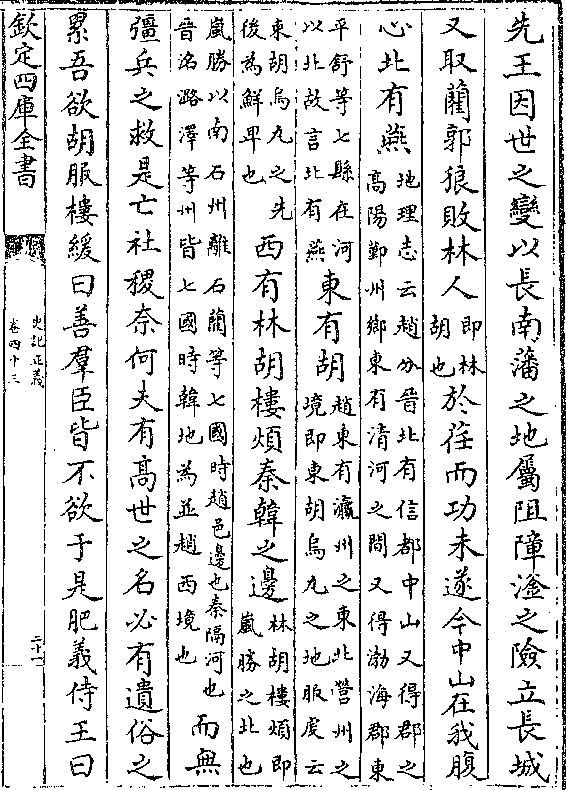 先王因世之變以長南藩之地屬阻障滏之險立長城
又取藺郭狼敗林人即林胡也於荏而功未遂今中山在我腹
心北有燕地理志云趙分晉北有信都中山又得郡之高陽鄚州鄉東有清河之間又得渤海郡東
平舒等七縣在河以北故言北有燕東有胡趙東有瀛州之東北營州之境即東胡烏丸之地服䖍云
東胡烏丸之先後為鮮卑也西有林胡樓煩秦韓之邊林胡樓煩即嵐勝之北也
嵐勝以南石州離石藺等七國時趙邑邊也秦隔河也晉洺潞澤等州皆七國時韓地為並趙西境也而無
彊兵之救是亡社稷奈何夫有髙世之名必有遺俗之
累吾欲胡服樓緩曰善羣臣皆不欲于是肥義侍王曰
欽定四庫全書
史記正義
卷四十三
二十一